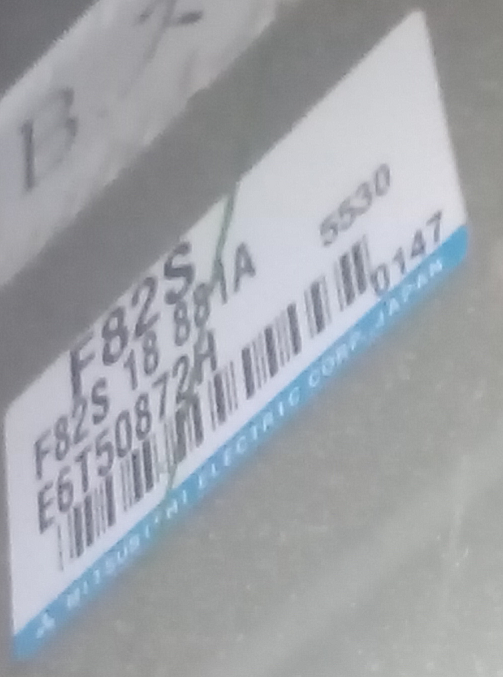 B
F82S
F82S 18 881A 5530
E6T50872H 0147
MITSUBISHI ELECTRIC CORP. JAPAN